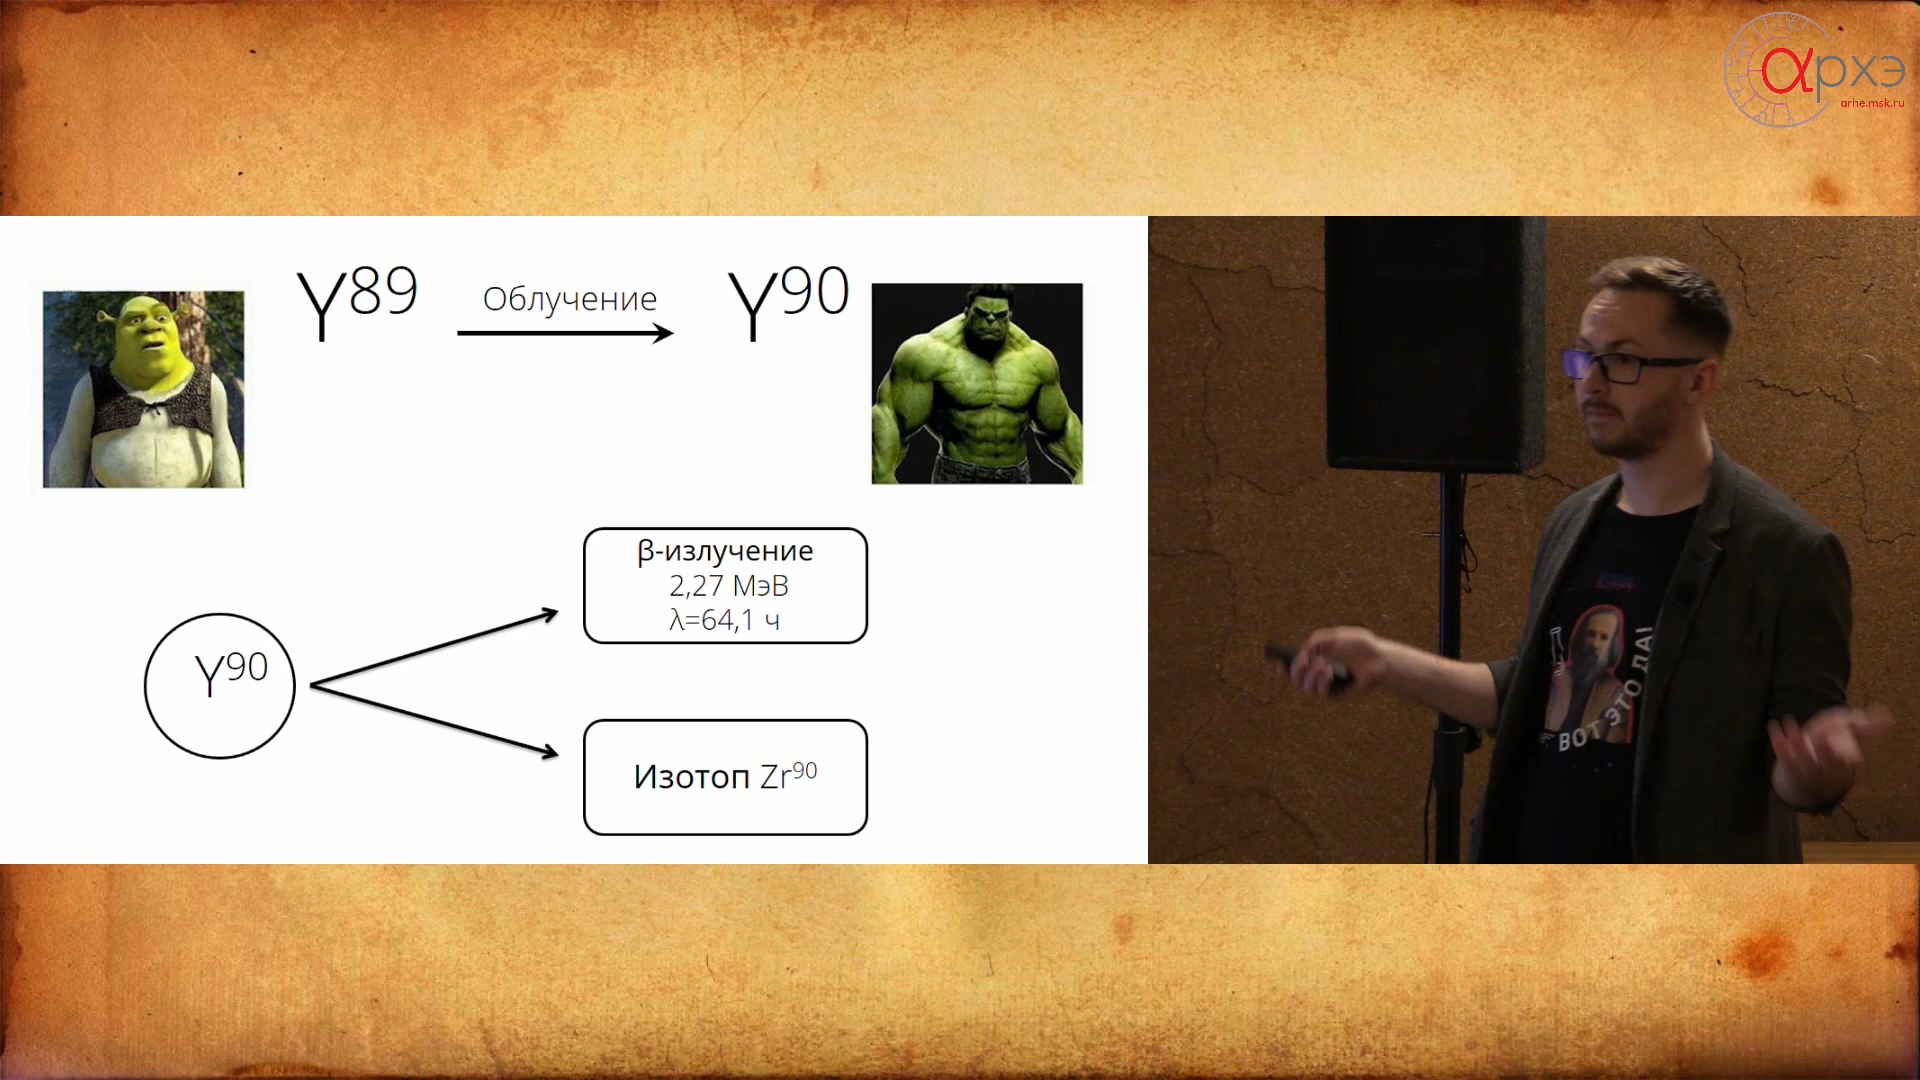 αрхэ
arhe.msk.ru
Y⁸⁹
Облучение
Y⁹⁰
β-излучение
2,27 МэВ
λ=64,1 ч
Y⁹⁰
Изотоп Zr⁹⁰
ВОТ ЭТО ДА!